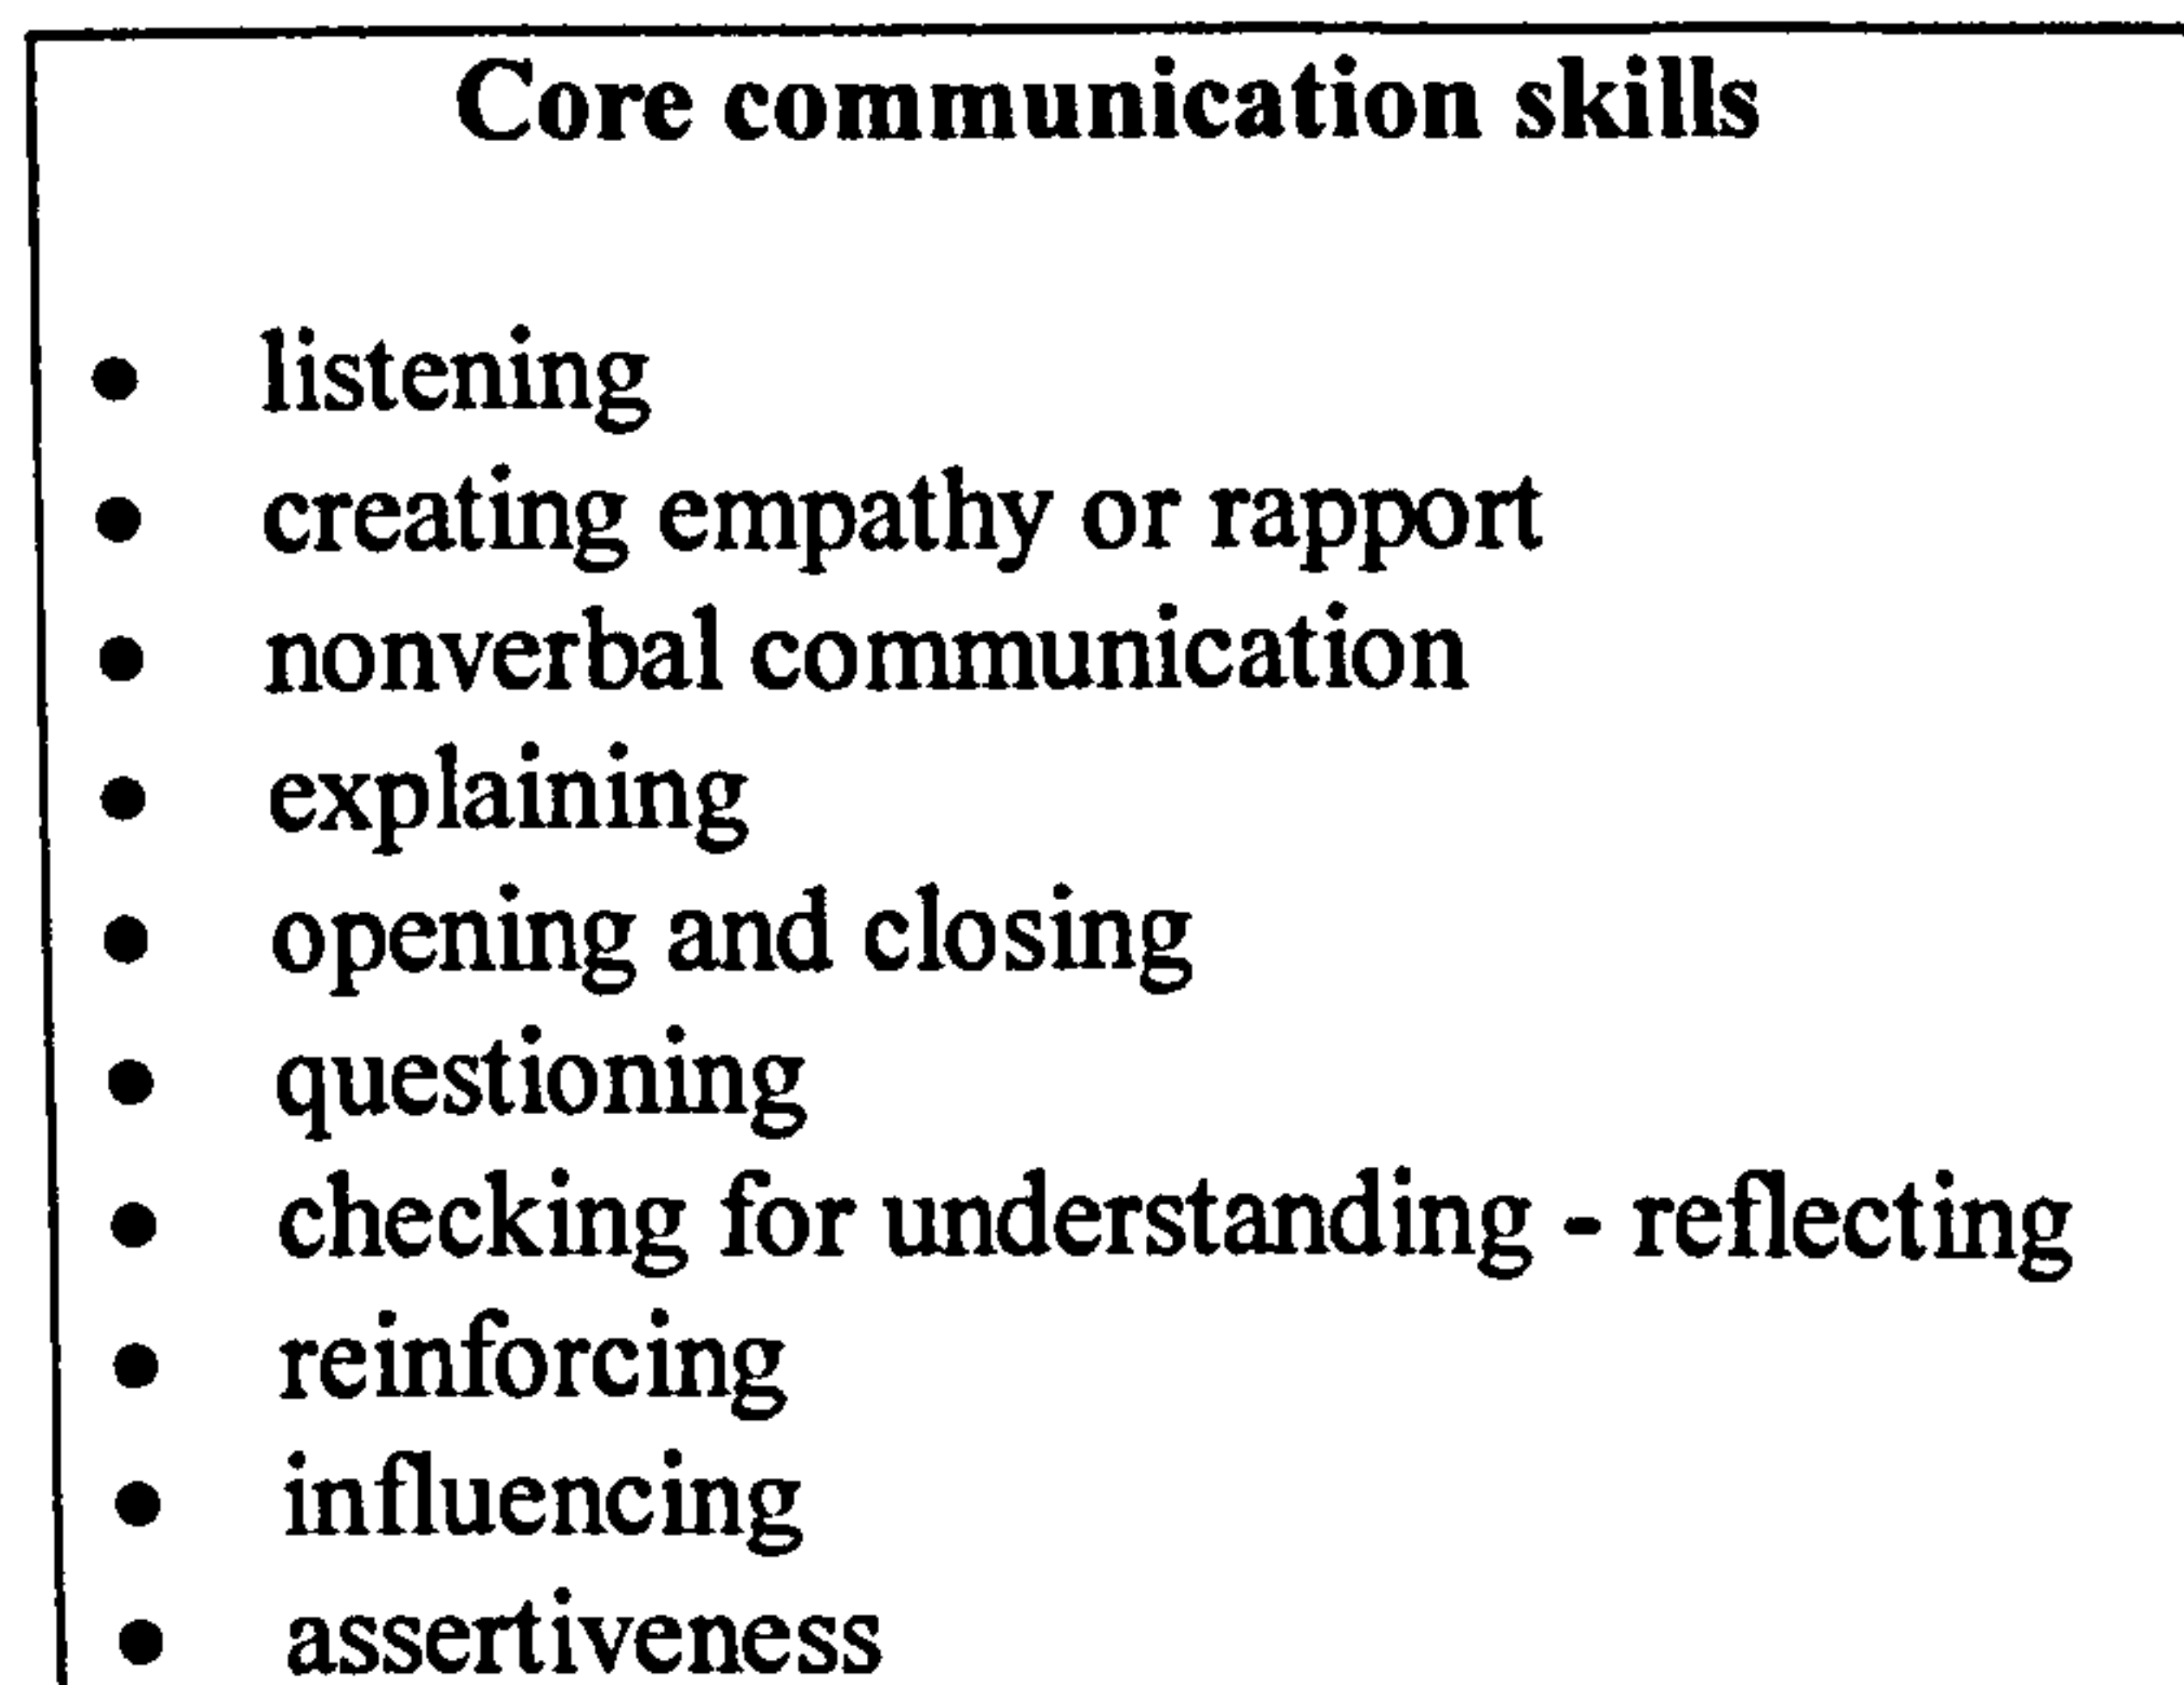 Core communication skills
• listening
• creating empathy or rapport
• nonverbal communication
• explaining
• opening and closing
• questioning
• checking for understanding - reflecting
• reinforcing
• influencing
• assertiveness